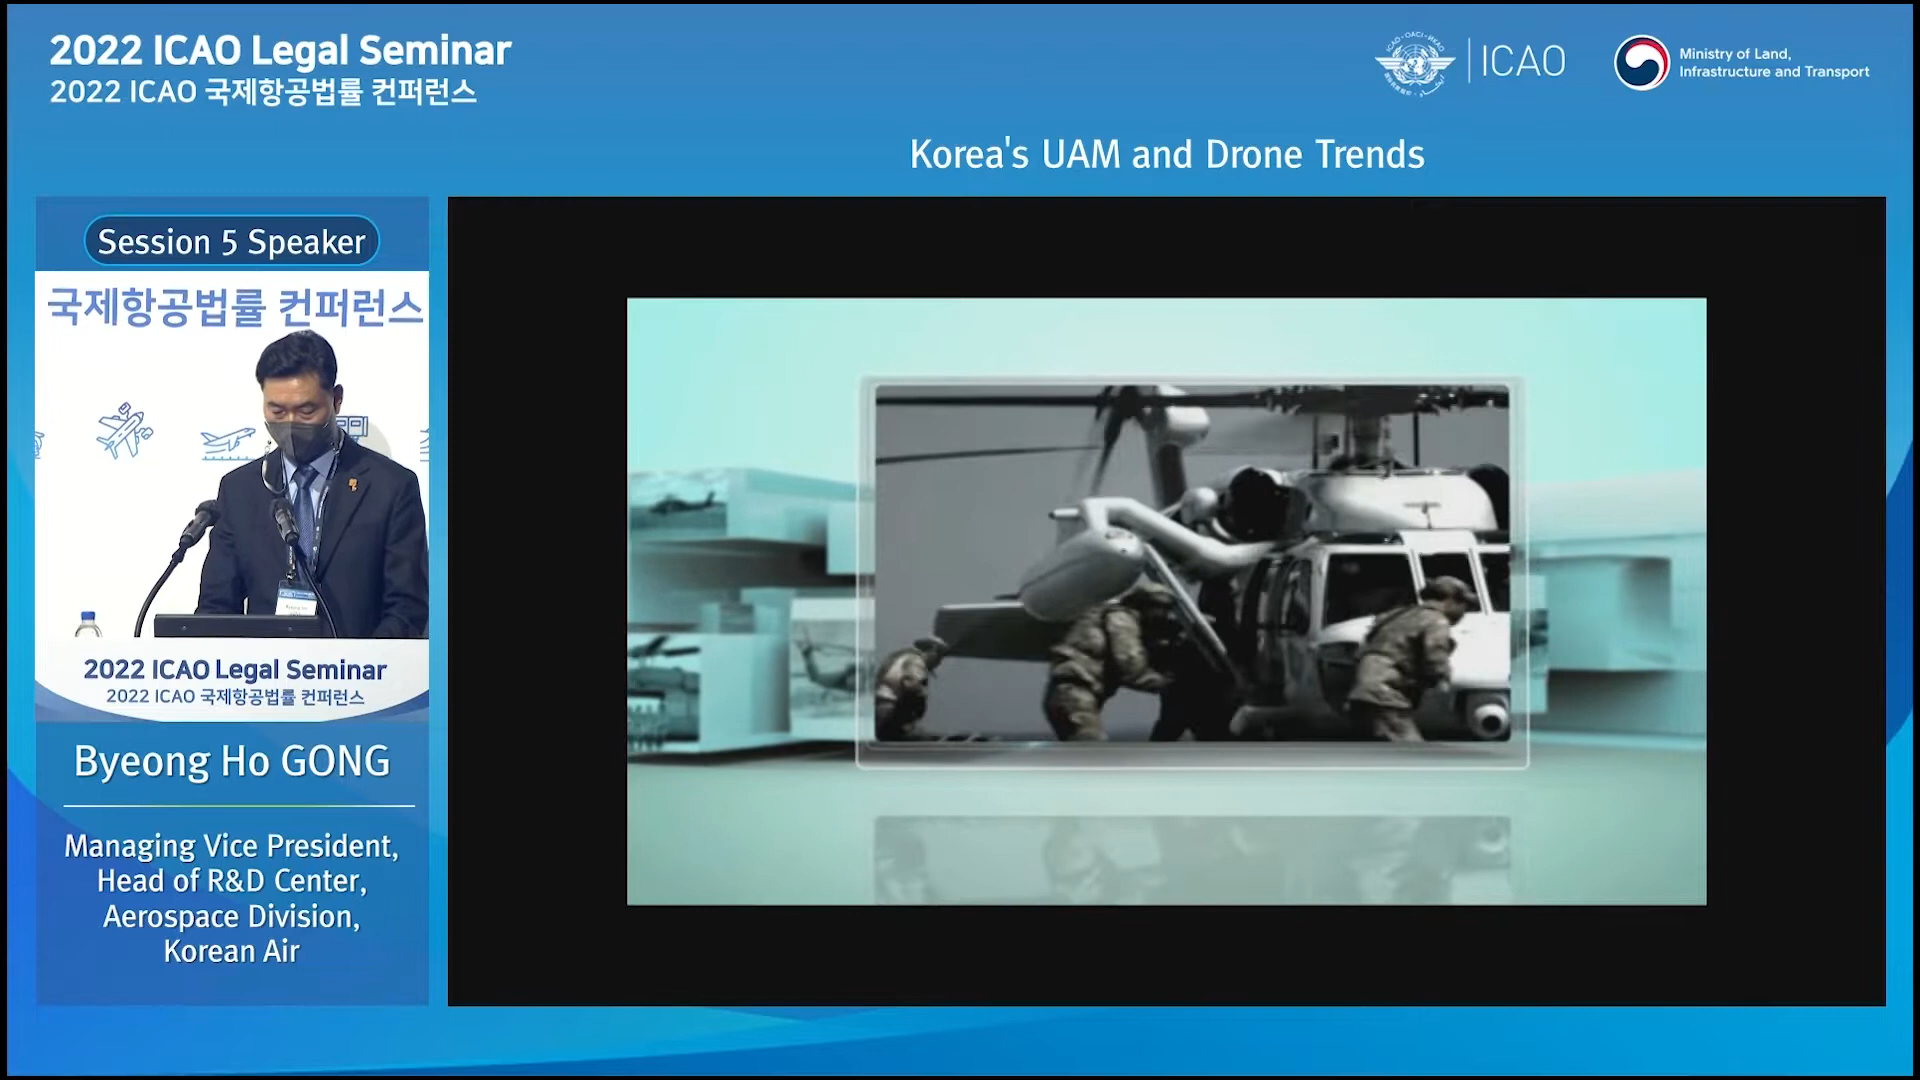 2022 ICAO Legal Seminar
2022 ICAO 국제항공법률 컨퍼런스
ICAO
Ministry of Land,
Infrastructure and Transport
Korea's UAM and Drone Trends
Session 5 Speaker
국제항공법률 컨퍼런스
2022 ICAO Legal Seminar
2022 ICAO 국제항공법률 컨퍼런스
Byeong Ho GONG
Managing Vice President,
Head of R&D Center,
Aerospace Division,
Korean Air